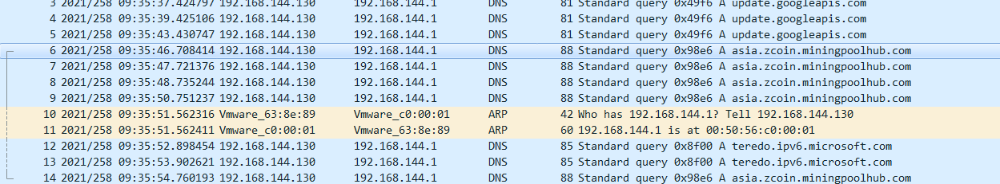 3 2021/258 09:35:37.424797 192.168.144.130 192.168.144.1 DNS 81 Standard query 0x49f6 A update.googleapis.com
4 2021/258 09:35:39.425106 192.168.144.130 192.168.144.1 DNS 81 Standard query 0x49f6 A update.googleapis.com
5 2021/258 09:35:43.430747 192.168.144.130 192.168.144.1 DNS 81 Standard query 0x49f6 A update.googleapis.com
6 2021/258 09:35:46.708414 192.168.144.130 192.168.144.1 DNS 88 Standard query 0x98e6 A asia.zcoin.miningpoolhub.com
7 2021/258 09:35:47.721376 192.168.144.130 192.168.144.1 DNS 88 Standard query 0x98e6 A asia.zcoin.miningpoolhub.com
8 2021/258 09:35:48.735244 192.168.144.130 192.168.144.1 DNS 88 Standard query 0x98e6 A asia.zcoin.miningpoolhub.com
9 2021/258 09:35:50.751237 192.168.144.130 192.168.144.1 DNS 88 Standard query 0x98e6 A asia.zcoin.miningpoolhub.com
10 2021/258 09:35:51.562316 Vmware_63:8e:89 Vmware_c0:00:01 ARP 42 Who has 192.168.144.1? Tell 192.168.144.130
11 2021/258 09:35:51.562411 Vmware_c0:00:01 Vmware_63:8e:89 ARP 60 192.168.144.1 is at 00:50:56:c0:00:01
12 2021/258 09:35:52.898454 192.168.144.130 192.168.144.1 DNS 85 Standard query 0x8f00 A teredo.ipv6.microsoft.com
13 2021/258 09:35:53.902621 192.168.144.130 192.168.144.1 DNS 85 Standard query 0x8f00 A teredo.ipv6.microsoft.com
14 2021/258 09:35:54.760193 192.168.144.130 192.168.144.1 DNS 88 Standard query 0x98e6 A asia.zcoin.miningpoolhub.com